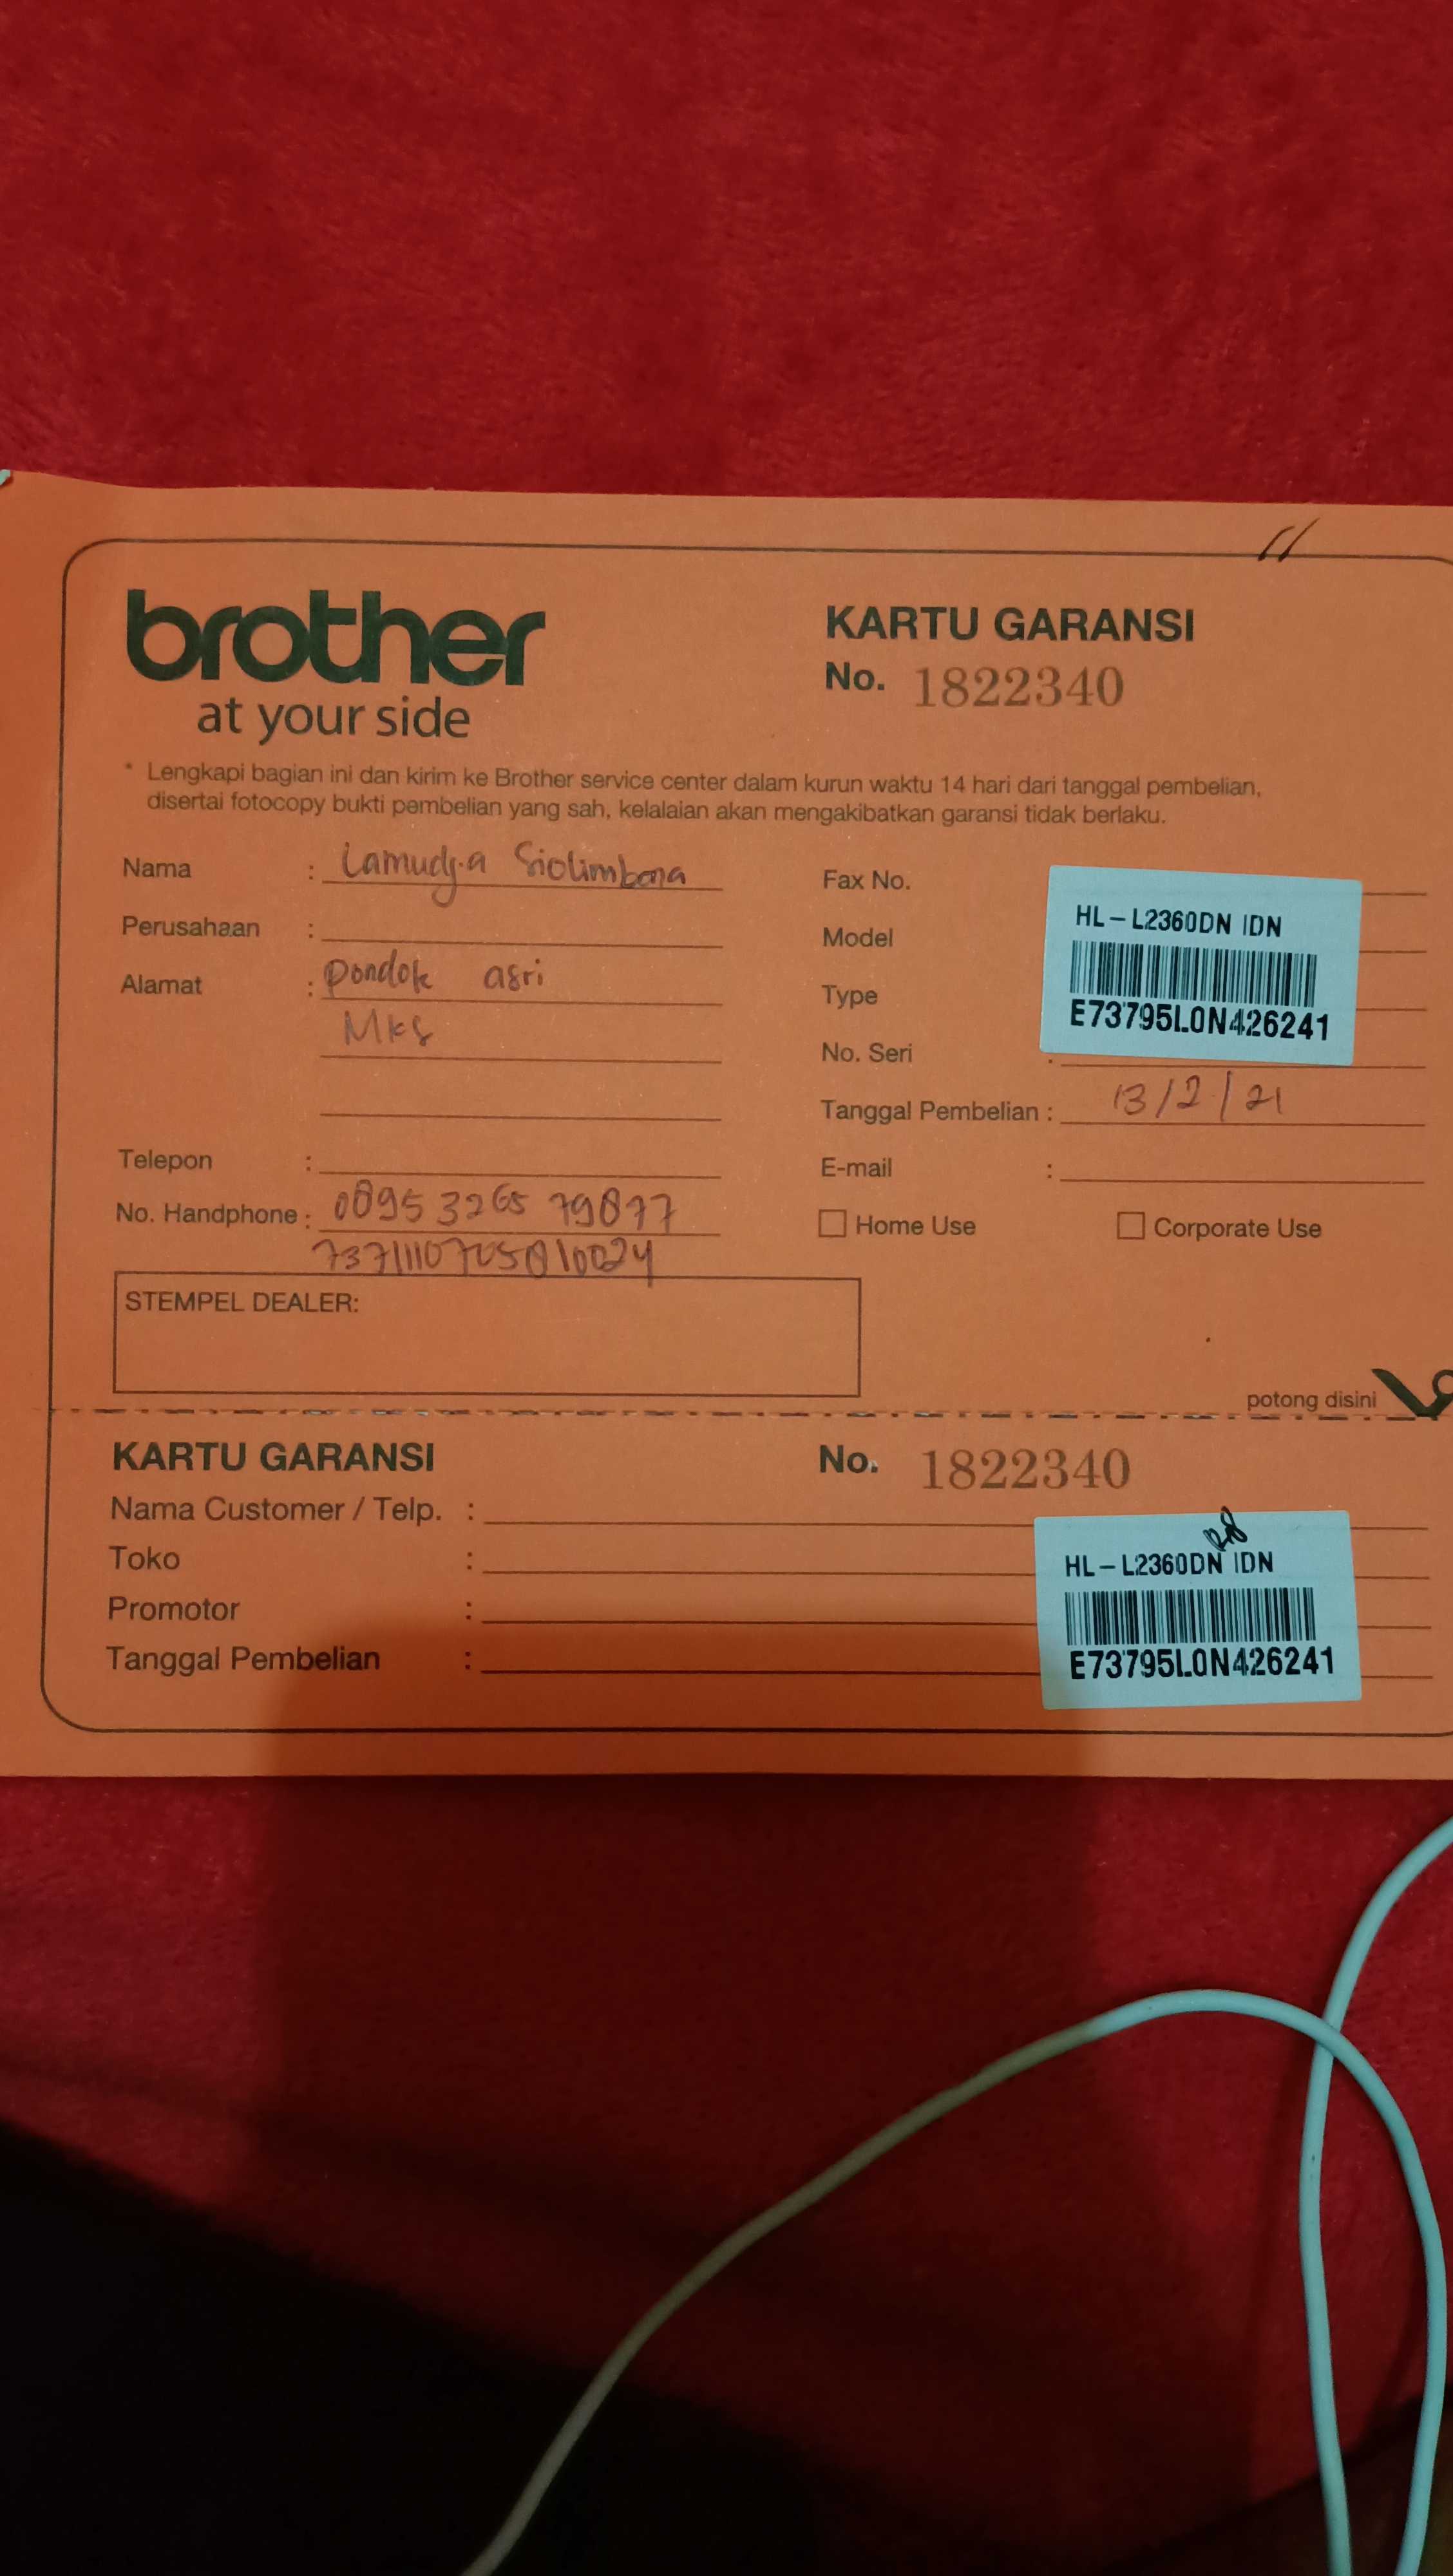 brother
at your side
KARTU GARANSI
No. 1822340
* Lengkapi bagian ini dan kirim ke Brother service center dalam kurun waktu 14 hari dari tanggal pembelian,
disertai fotocopy bukti pembelian yang sah, kelalaian akan mengakibatkan garansi tidak berlaku.
Nama : Lamudja
Perusahaan :
Alamat : Pondok asri
Mks
Telepon :
No. Handphone : 0895 3265 79877
Fax No.
Model
Type
No. Seri :
HL-L2360DN IDN
E73795L0N426241
Tanggal Pembelian : 13/2/21
E-mail :
Home Use Corporate Use
STEMPEL DEALER:
potong disini
KARTU GARANSI No. 1822340
Nama Customer / Telp. :
Toko :
Promotor :
Tanggal Pembelian :
HL-L2360DN IDN
E73795L0N426241